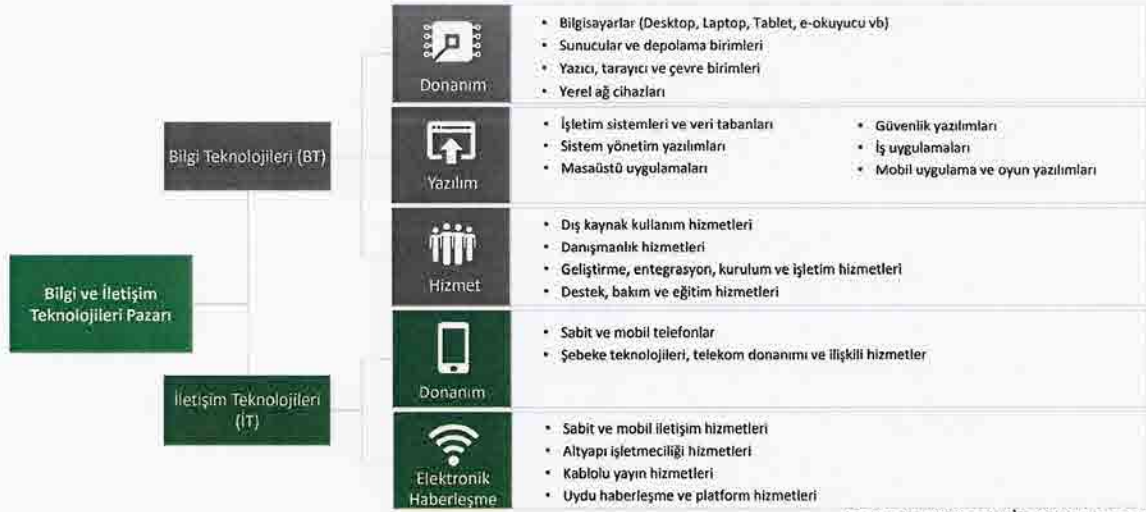 Bilgi ve İletişim
Teknolojileri Pazarı
Bilgi Teknolojileri (BT)
Donanım
• Bilgisayarlar (Desktop, Laptop, Tablet, e-okuyucu vb)
• Sunucular ve depolama birimleri
• Yazıcı, tarayıcı ve çevre birimleri
• Yerel ağ cihazları
Yazılım
• İşletim sistemleri ve veri tabanları
• Sistem yönetim yazılımları
• Masaüstü uygulamaları
• Güvenlik yazılımları
• İş uygulamaları
• Mobil uygulama ve oyun yazılımları
Hizmet
• Dış kaynak kullanım hizmetleri
• Danışmanlık hizmetleri
• Geliştirme, entegrasyon, kurulum ve işletim hizmetleri
• Destek, bakım ve eğitim hizmetleri
İletişim Teknolojileri
(İT)
Donanım
• Sabit ve mobil telefonlar
• Şebeke teknolojileri, telekom donanımı ve ilişkili hizmetler
Elektronik
Haberleşme
• Sabit ve mobil iletişim hizmetleri
• Altyapı işletmeciliği hizmetleri
• Kablolu yayın hizmetleri
• Uydu haberleşme ve platform hizmetleri